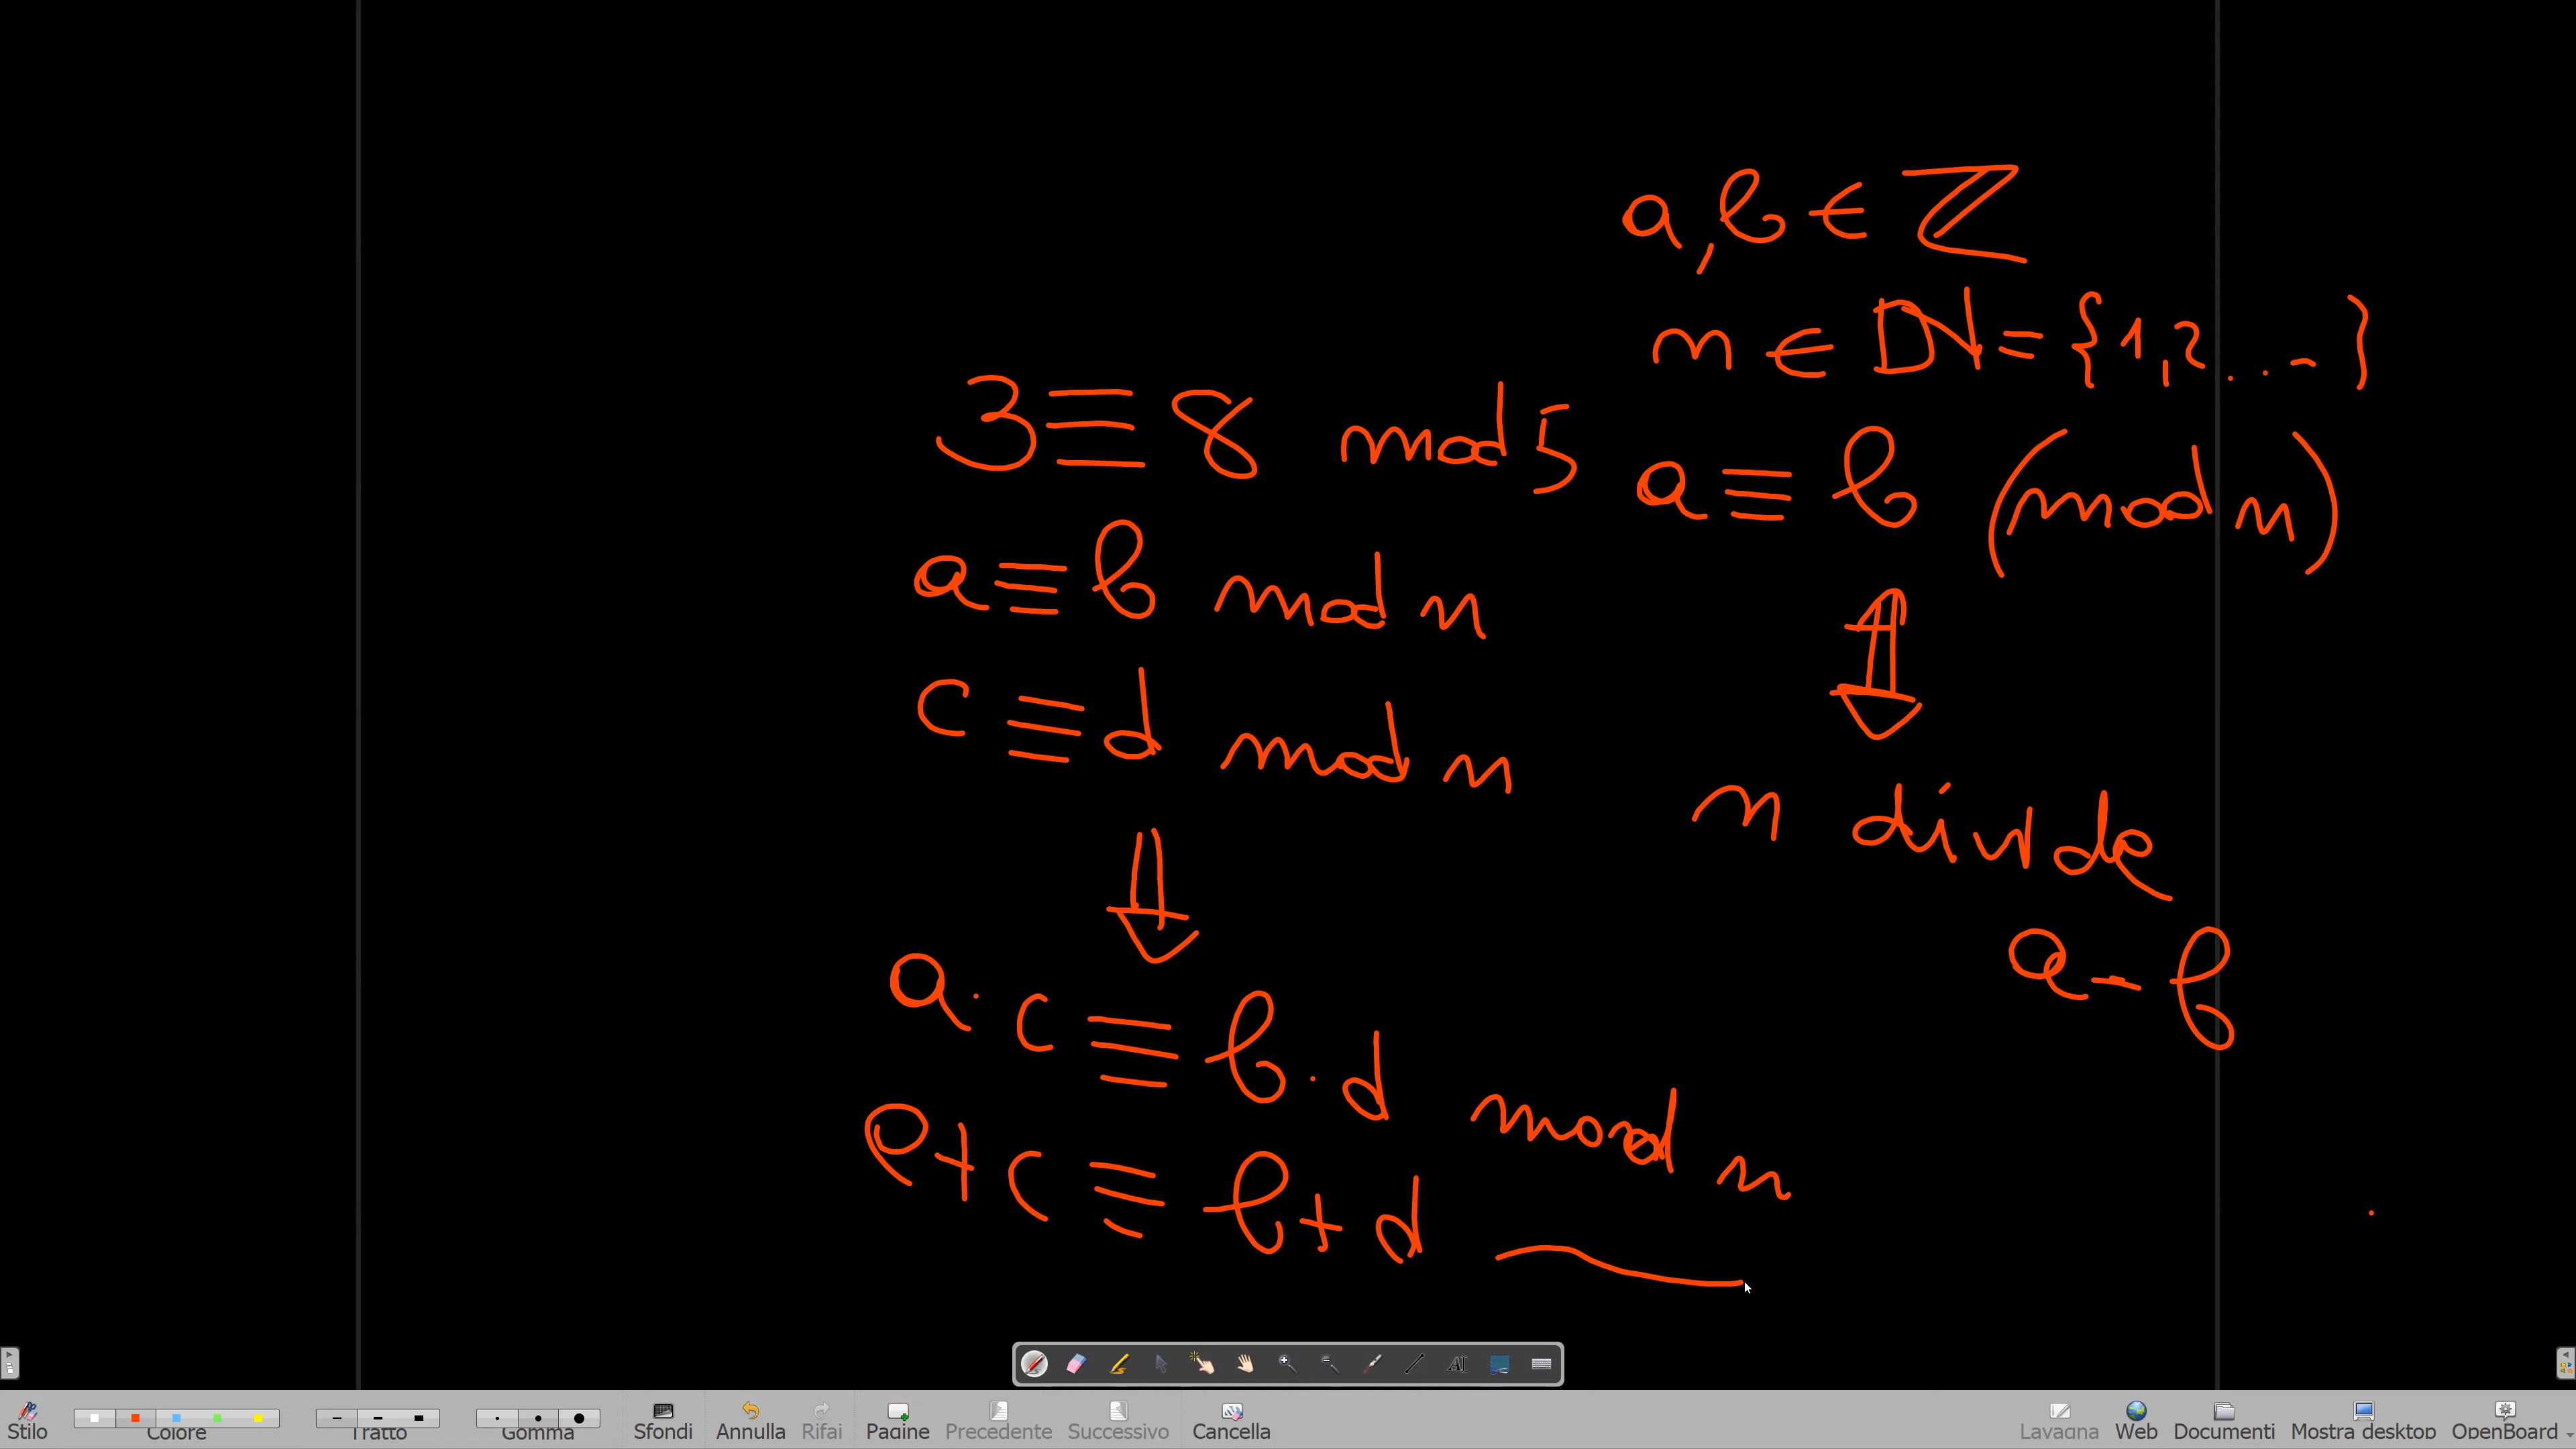 a, b ∈ ℤ
n ∈ ℕ = {1, 2 . . . }
3 ≡ 8 mod 5
a ≡ b (mod n)
a ≡ b mod n
c ≡ d mod n
n divide
a - b
a · c ≡ b · d mod n
a + c ≡ b + d
Stilo
Colore
Tratto
Gomma
Sfondi
Annulla
Rifai
Pagine
Precedente
Successivo
Cancella
Lavagna
Web
Documenti
Mostra desktop
OpenBoard